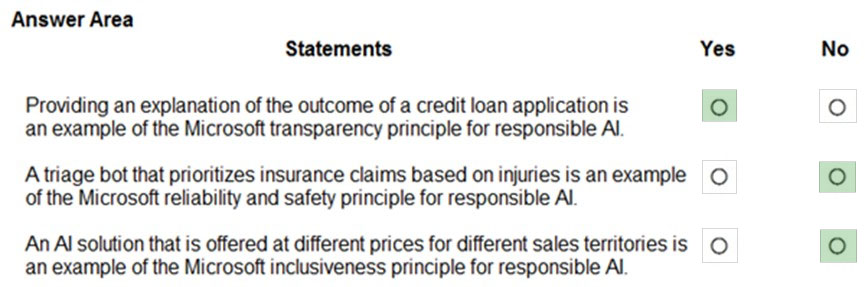 Answer Area
Statements Yes No
Providing an explanation of the outcome of a credit loan application is
an example of the Microsoft transparency principle for responsible AI.
A triage bot that prioritizes insurance claims based on injuries is an example
of the Microsoft reliability and safety principle for responsible AI.
An AI solution that is offered at different prices for different sales territories is
an example of the Microsoft inclusiveness principle for responsible AI.